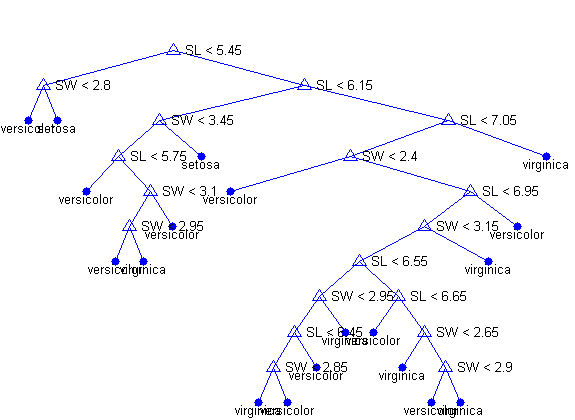 SL < 5.45
SW < 2.8
SL < 6.15
versicolor
setosa
SW < 3.45
SL < 7.05
SL < 5.75
setosa
SW < 2.4
virginica
versicolor
SW < 3.1
versicolor
SL < 6.95
SW < 2.95
versicolor
SW < 3.15
versicolor
versicolor
virginica
SL < 6.55
virginica
SW < 2.95
SL < 6.65
SL < 6.45
virginica
versicolor
SW < 2.65
SW < 2.85
versicolor
virginica
SW < 2.9
virginica
versicolor
versicolor
virginica